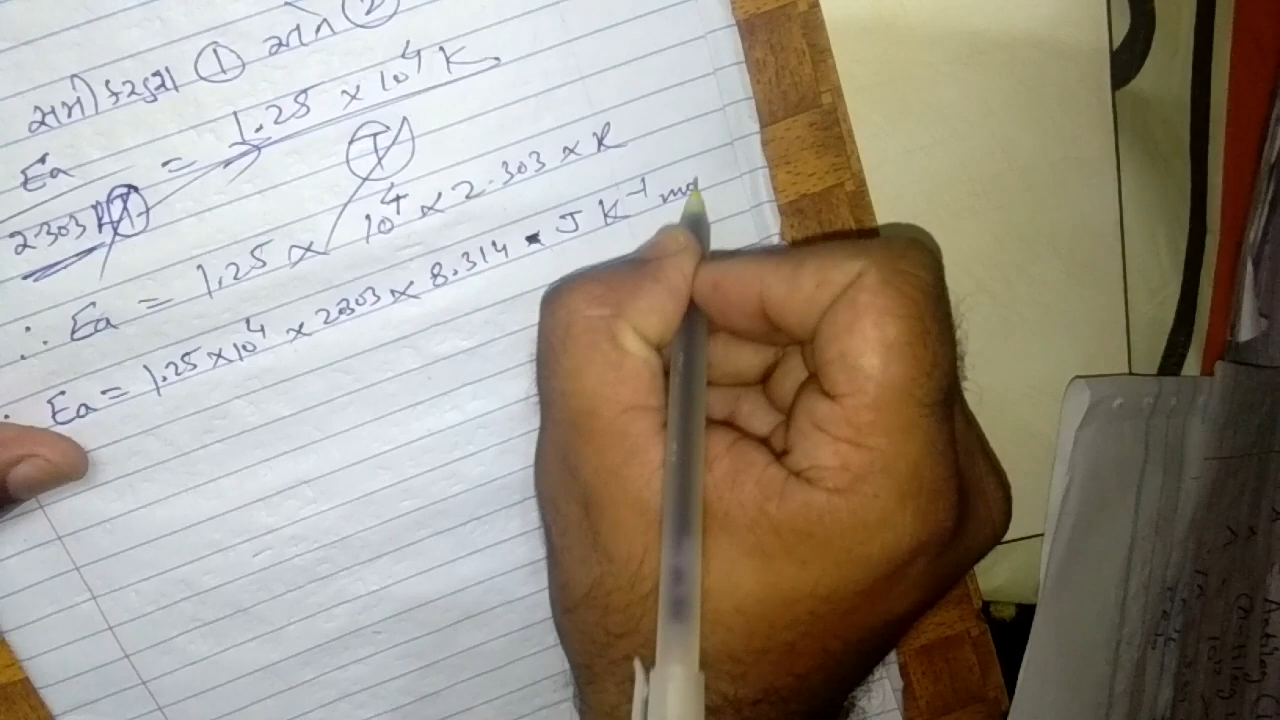 સમીકરણ ① અને ②
Ea = 1.25 × 10⁴ K
2.303 R T
T
∴ Ea = 1.25 × 10⁴ × 2.303 × R
Ea = 1.25 × 10⁴ × 2.303 × 8.314 J K⁻¹ mo